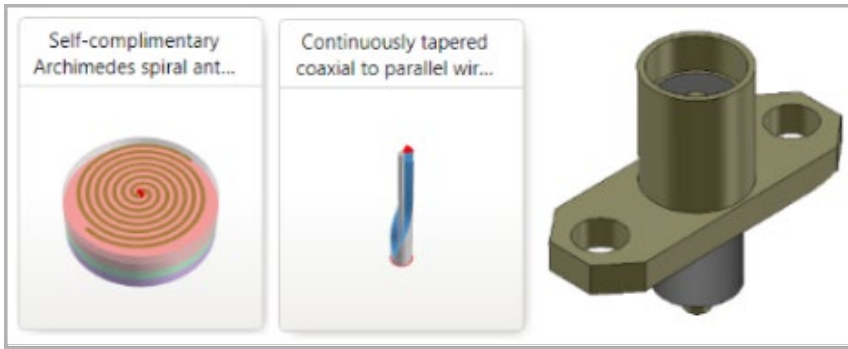 Self-complimentary
Archimedes spiral ant...
Continuously tapered
coaxial to parallel wir...